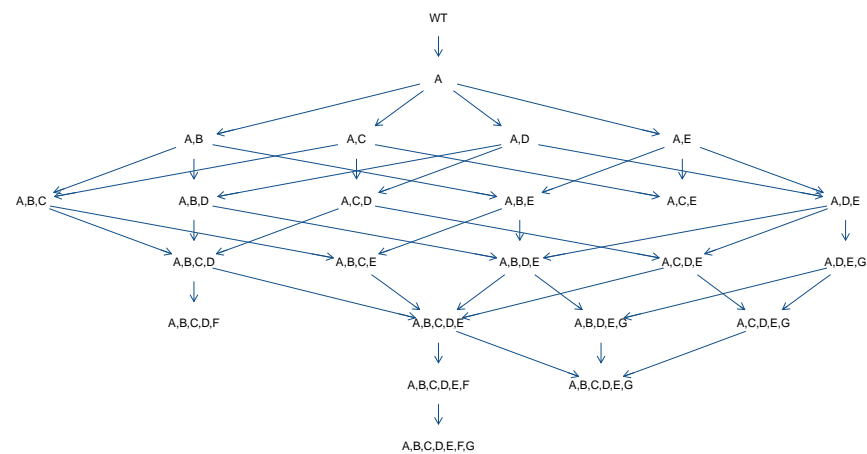 WT
A
A,B A,C A,D A,E
A,B,C A,B,D A,C,D A,B,E A,C,E A,D,E
A,B,C,D A,B,C,E A,B,D,E A,C,D,E A,D,E,G
A,B,C,D,F A,B,C,D,E A,B,D,E,G A,C,D,E,G
A,B,C,D,E,F A,B,C,D,E,G
A,B,C,D,E,F,G